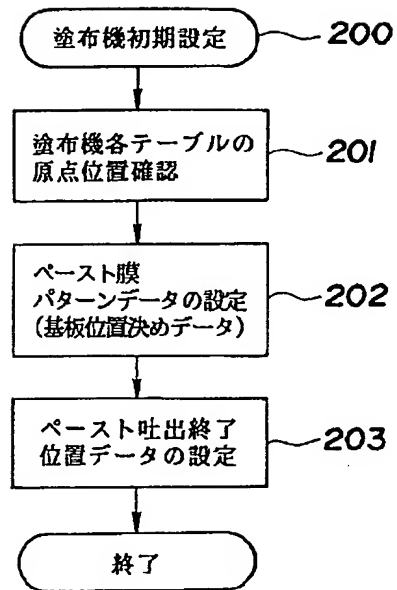 塗布機初期設定
200
塗布機各テーブルの
原点位置確認
201
ペースト膜
パターンデータの設定
(基板位置決めデータ)
202
ペースト吐出終了
位置データの設定
203
終了